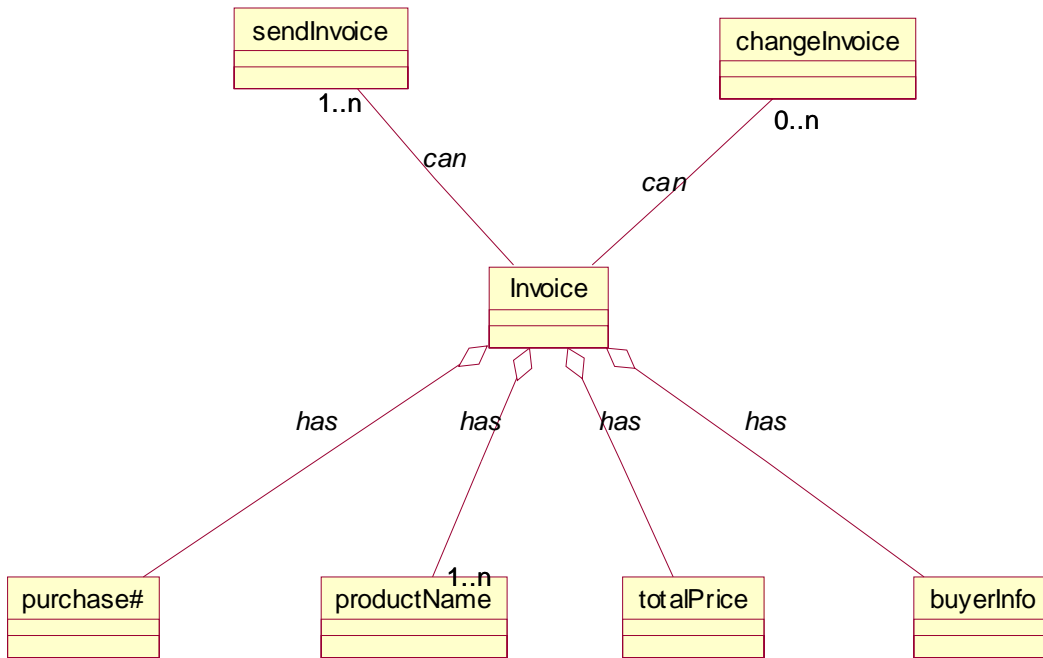 sendInvoice
changeInvoice
1..n
0..n
can
can
Invoice
has
has
has
has
1..n
purchase#
productName
totalPrice
buyerInfo